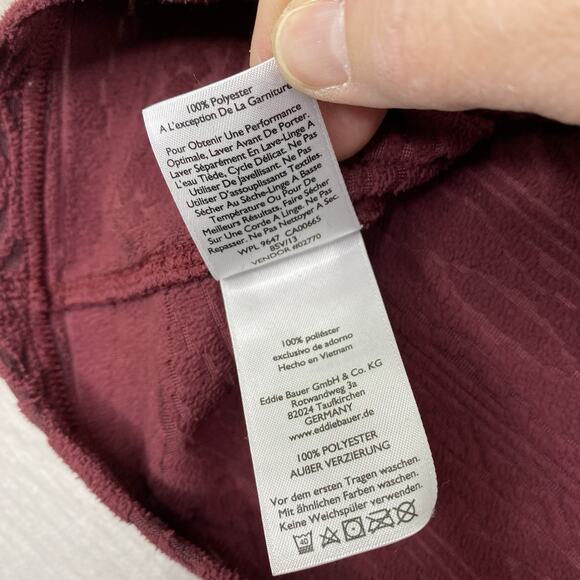 100% Polyester
A L'exception De La Garniture
Pour Obtenir Une Performance
Optimale, Laver Avant De Porter.
Laver Séparément En Lave-Linge A
L'eau Tiède, Cycle Délicat. Ne Pas
Utiliser De Javellisant. Ne Pas
Utiliser D'assouplissants Textiles.
Sécher Au Sèche-Linge A Basse
Température Ou Pour De
Meilleurs Résultats, Faire Sécher
Sur Une Corde A Linge. Ne Pas
Repasser. Ne Pas Nettoyer A Sec.
WPL 9647 CA00665
BSV/13
VENDOR #02770
100% poliéster
exclusivo de adorno
Hecho en Vietnam
Eddie Bauer GmbH & Co. KG
Rotwandweg 3a
82024 Taufkirchen
GERMANY
www.eddiebauer.de
100% POLYESTER
AUßER VERZIERUNG
Vor dem ersten Tragen waschen.
Mit ähnlichen Farben waschen.
Keine Weichspüler verwenden.
40